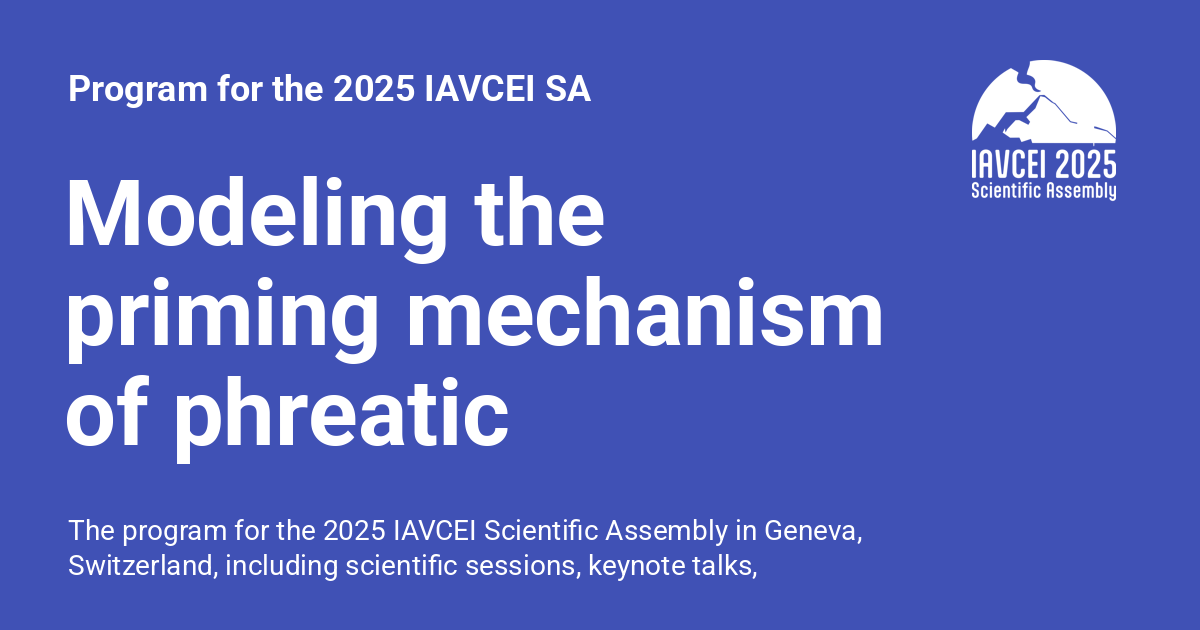 Program for the 2025 IAVCEI SA
IAVCEI 2025
Scientific Assembly
Modeling the
priming mechanism
of phreatic
The program for the 2025 IAVCEI Scientific Assembly in Geneva,
Switzerland, including scientific sessions, keynote talks,